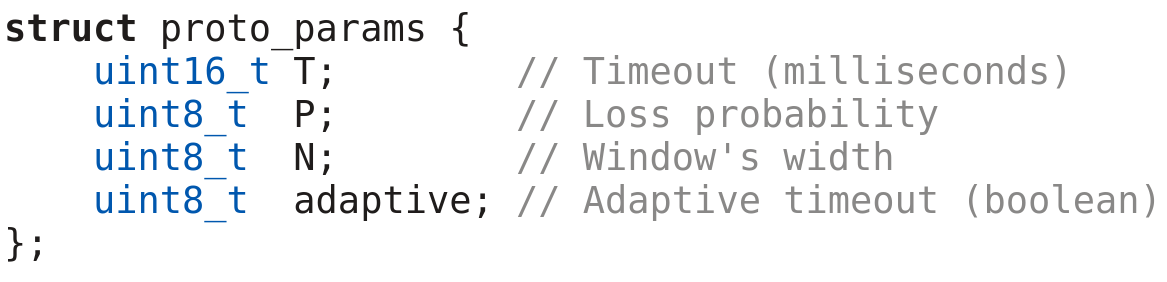 struct proto_params {
    uint16_t T;        // Timeout (milliseconds)
    uint8_t  P;        // Loss probability
    uint8_t  N;        // Window's width
    uint8_t  adaptive; // Adaptive timeout (boolean)
};